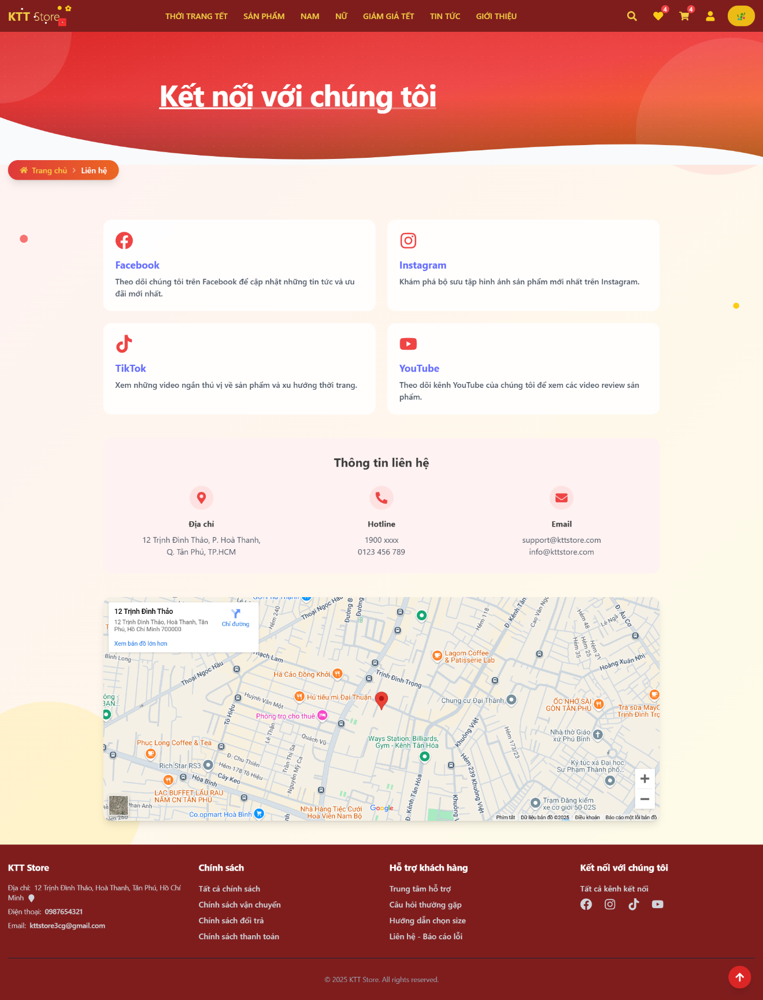 KTT Store
THỜI TRANG TẾT
SẢN PHẨM
NAM
NỮ
GIẢM GIÁ TẾT
TIN TỨC
GIỚI THIỆU
4
4
Kết nối với chúng tôi
Trang chủ
Liên hệ
Facebook
Theo dõi chúng tôi trên Facebook để cập nhật những tin tức và ưu
đãi mới nhất.
Instagram
Khám phá bộ sưu tập hình ảnh sản phẩm mới nhất trên Instagram.
TikTok
Xem những video ngắn thú vị về sản phẩm và xu hướng thời trang.
YouTube
Theo dõi kênh YouTube của chúng tôi để xem các video review sản
phẩm.
Thông tin liên hệ
Địa chỉ
12 Trịnh Đình Thảo, P. Hoà Thanh,
Q. Tân Phú, TP.HCM
Hotline
1900 xxxx
0123 456 789
Email
support@kttstore.com
info@kttstore.com
12 Trịnh Đình Thảo
12 Trịnh Đình Thảo, Hoà Thanh, Tân
Phú, Hồ Chí Minh 700000
Chỉ đường
Xem bản đồ lớn hơn
Bình Long
Thạch Lam
Thoại Ngọc Hầu
Thoại Ngọc Hầu
Hẻm 240
Hẻm 118
Đ. Kênh Tân
Cao Văn Ngọc
Hẻm 48
Lê Ngã
Đ. Âu Cơ
Hẻm 35
Hẻm 25
Hẻm 21
Hoàng Xuân Nhị
Lagom Coffee
& Patisserie Lab
Há Cảo Đồng Khởi
Trịnh Đình Trọng
Huỳnh Văn Một
Hủ tiếu mì Đại Thuận
Chung cư Đại Thành
ỐC NHỚ SÀI
GÒN TÂN PHÚ
Phòng trọ cho thuê
Tô Hiệu
Lê Thận
Quách Vũ
Khuông Việt
Nhà thờ Giáo
xứ Phú Bình
Phuc Long Coffee & Tea
Ways Station: Billiards,
Gym - Kênh Tân Hóa
Hẻm 173/23
Rich Star RS3
Đ. Chu Thiên
Hẻm 178 Tô Hiệu
Trần Thị Sa
Nguyễn Mỹ Ca
Hẻm 239 Khuông Việt
Ký túc xá Đại học
Sư Phạm Thành phố...
Hòa Bình
Cây Keo
LAC BUFFET LẨU RAU
NẤM CN TÂN PHÚ
Phan Anh
Hẻm 260
Co.opmart Hoà Bình
Nhà Hàng Tiệc Cưới
Hoa Viên Nam Bộ
Google
Đ. Kênh Tân Hóa
Trạm Đăng kiểm
xe cơ giới 50-02S
Phím tắt
Dữ liệu bản đồ ©2025
Điều khoản
Báo cáo một lỗi bản đồ
KTT Store
Địa chỉ: 12 Trịnh Đình Thảo, Hoà Thanh, Tân Phú, Hồ Chí
Minh
Điện thoại: 0987654321
Email: kttstore3cg@gmail.com
Chính sách
Tất cả chính sách
Chính sách vận chuyển
Chính sách đổi trả
Chính sách thanh toán
Hỗ trợ khách hàng
Trung tâm hỗ trợ
Câu hỏi thường gặp
Hướng dẫn chọn size
Liên hệ - Báo cáo lỗi
Kết nối với chúng tôi
Tất cả kênh kết nối
© 2025 KTT Store. All rights reserved.